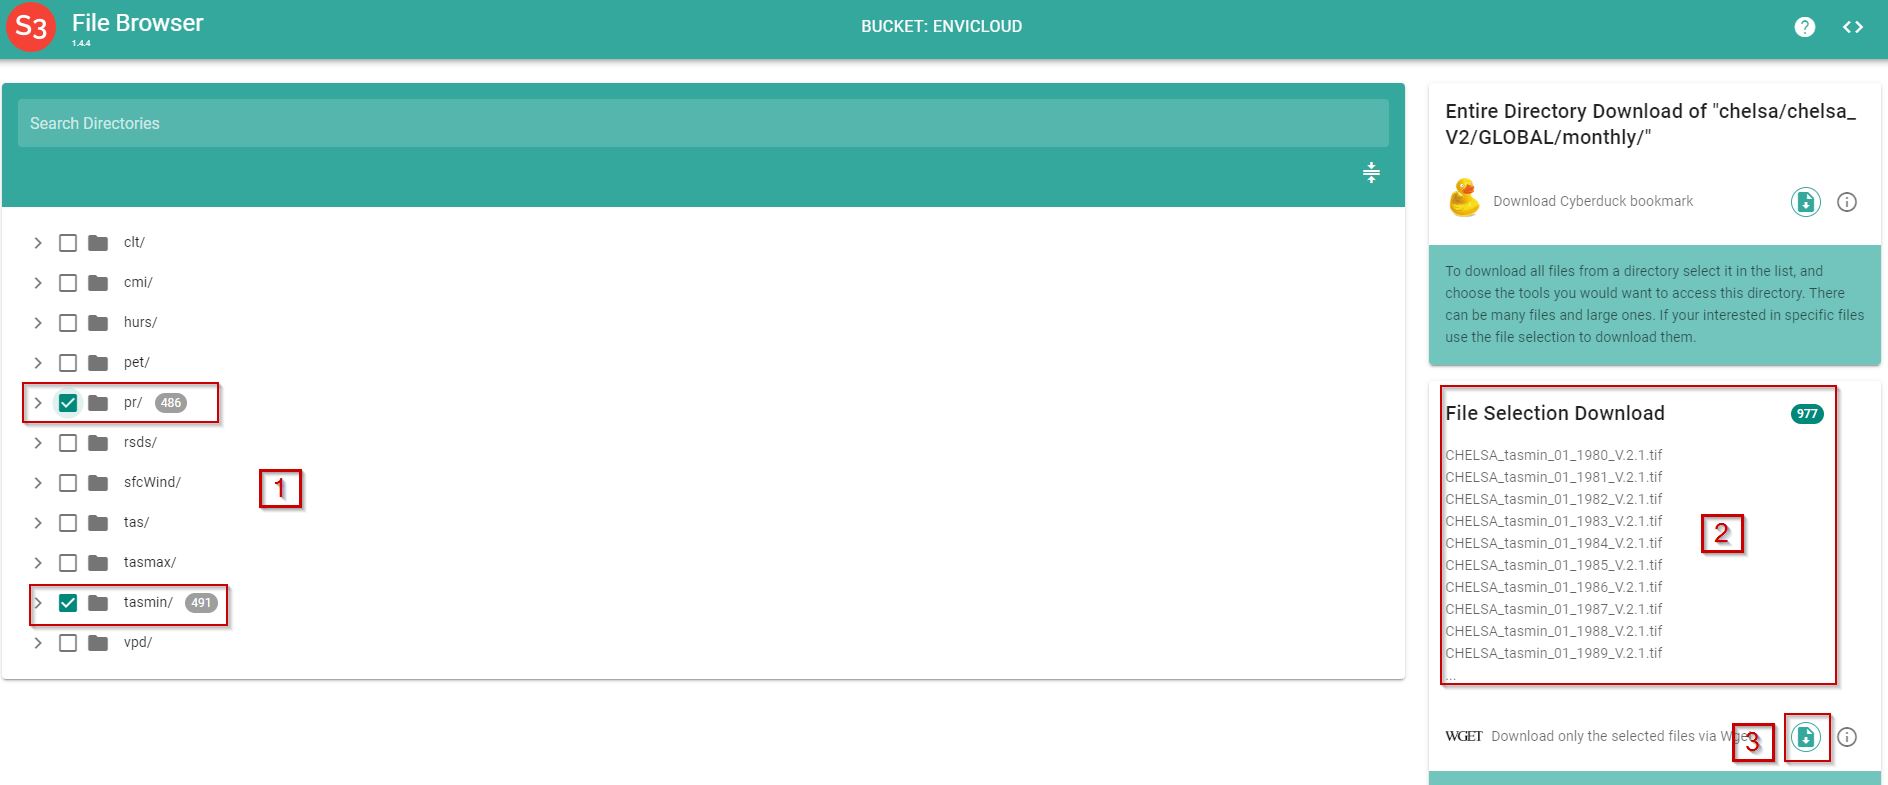 S3
File Browser
1.4.4
BUCKET: ENVICLOUD
?
<>
Search Directories
clt/
cmi/
hurs/
pet/
pr/ 486
rsds/
sfcWind/
1
tas/
tasmax/
tasmin/ 491
vpd/
Entire Directory Download of "chelsa/chelsa_
V2/GLOBAL/monthly/"
Download Cyberduck bookmark
To download all files from a directory select it in the list, and
choose the tools you would want to access this directory. There
can be many files and large ones. If your interested in specific files
use the file selection to download them.
File Selection Download 977
CHELSA_tasmin_01_1980_V.2.1.tif
CHELSA_tasmin_01_1981_V.2.1.tif
CHELSA_tasmin_01_1982_V.2.1.tif
CHELSA_tasmin_01_1983_V.2.1.tif
CHELSA_tasmin_01_1984_V.2.1.tif
2
CHELSA_tasmin_01_1985_V.2.1.tif
CHELSA_tasmin_01_1986_V.2.1.tif
CHELSA_tasmin_01_1987_V.2.1.tif
CHELSA_tasmin_01_1988_V.2.1.tif
CHELSA_tasmin_01_1989_V.2.1.tif
...
WGET Download only the selected files via Wget
3